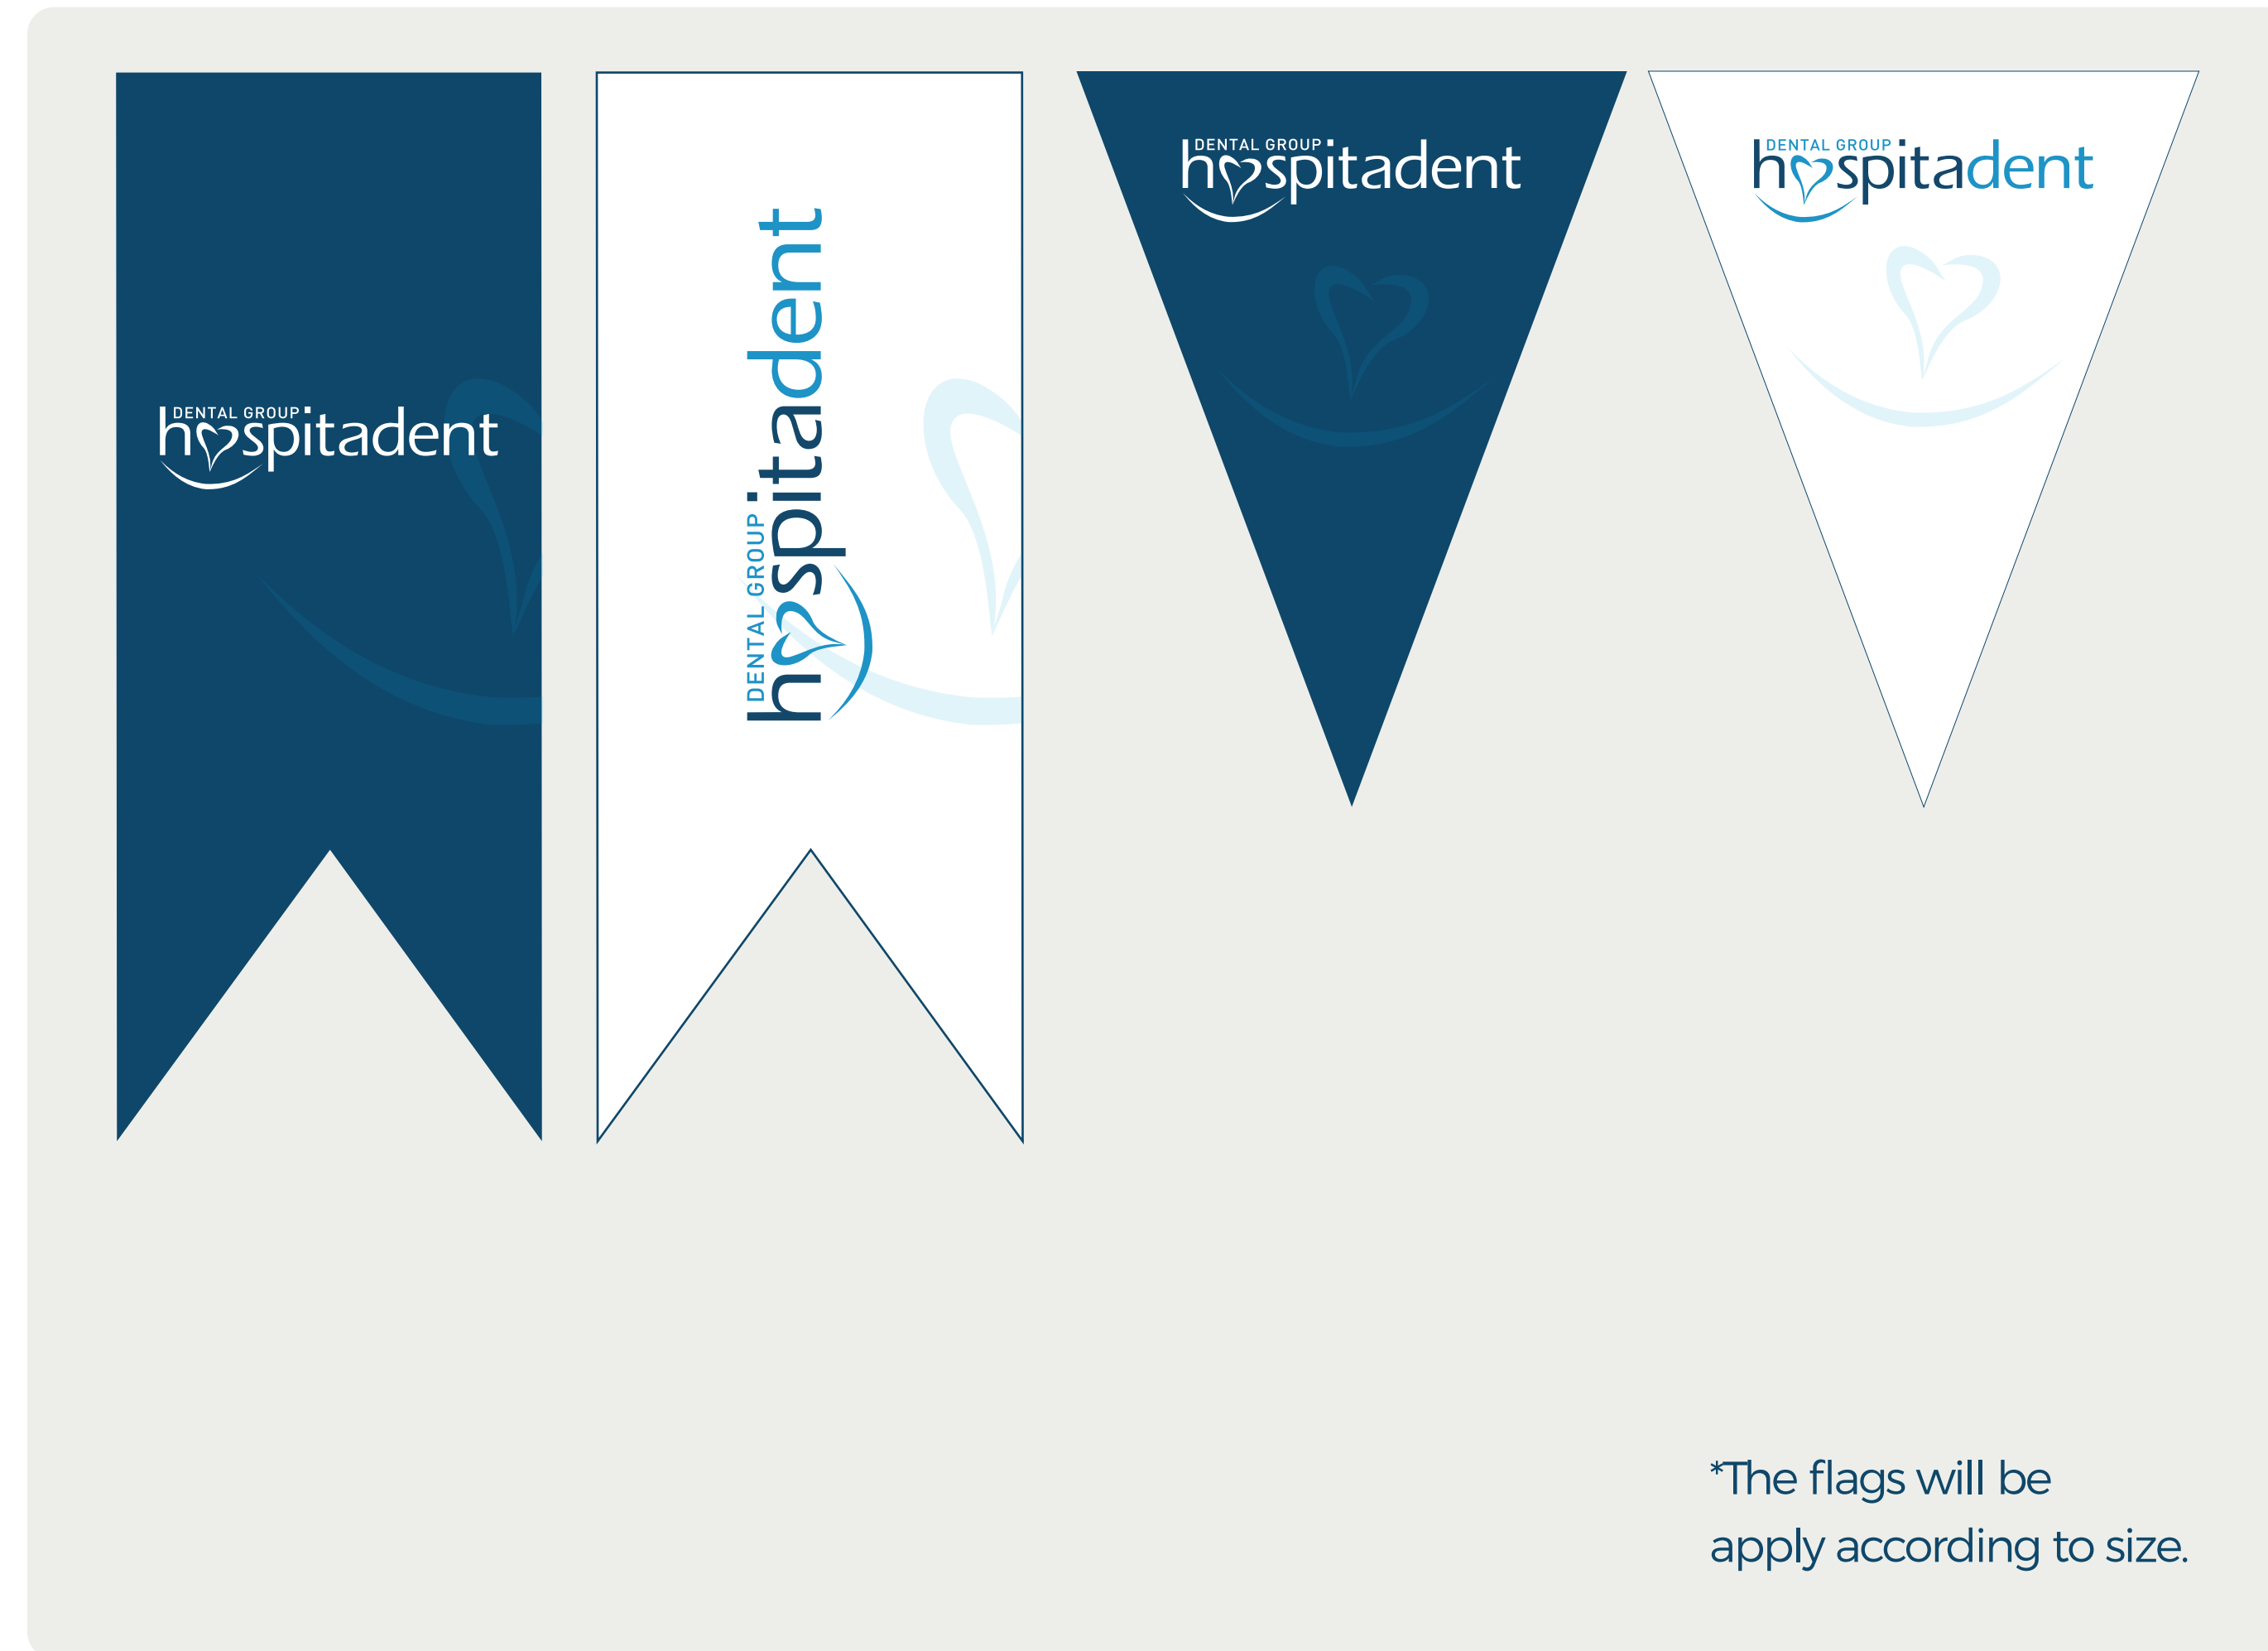 DENTAL GROUP
hospitadent
DENTAL GROUP
hospitadent
DENTAL GROUP
hospitadent
DENTAL GROUP
hospitadent
*The flags will be
apply according to size.